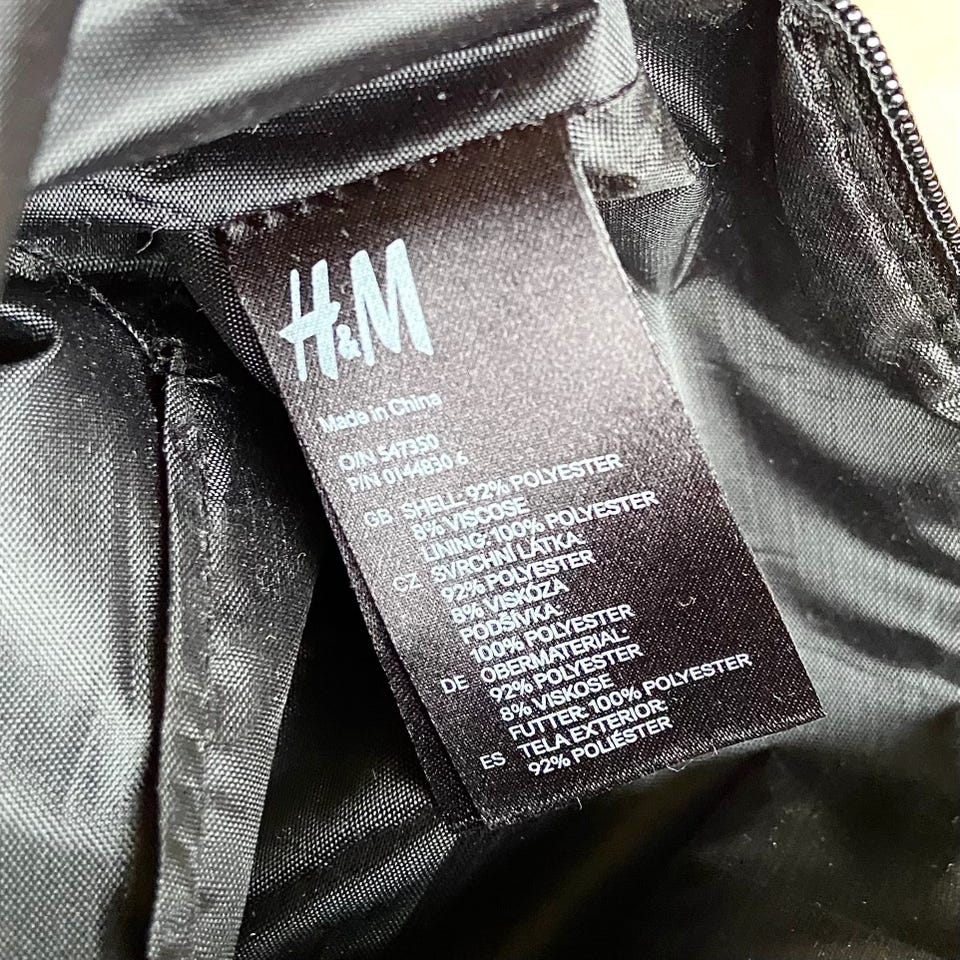 H&M
Made in China
O/N 547350
P/N 0144830 6
GB SHELL: 92% POLYESTER
8% VISCOSE
LINING: 100% POLYESTER
CZ SVRCHNÍ LÁTKA:
92% POLYESTER
8% VISKÓZA
PODŠÍVKA:
100% POLYESTER
DE OBERMATERIAL:
92% POLYESTER
8% VISKOSE
FUTTER: 100% POLYESTER
ES TELA EXTERIOR:
92% POLIÉSTER